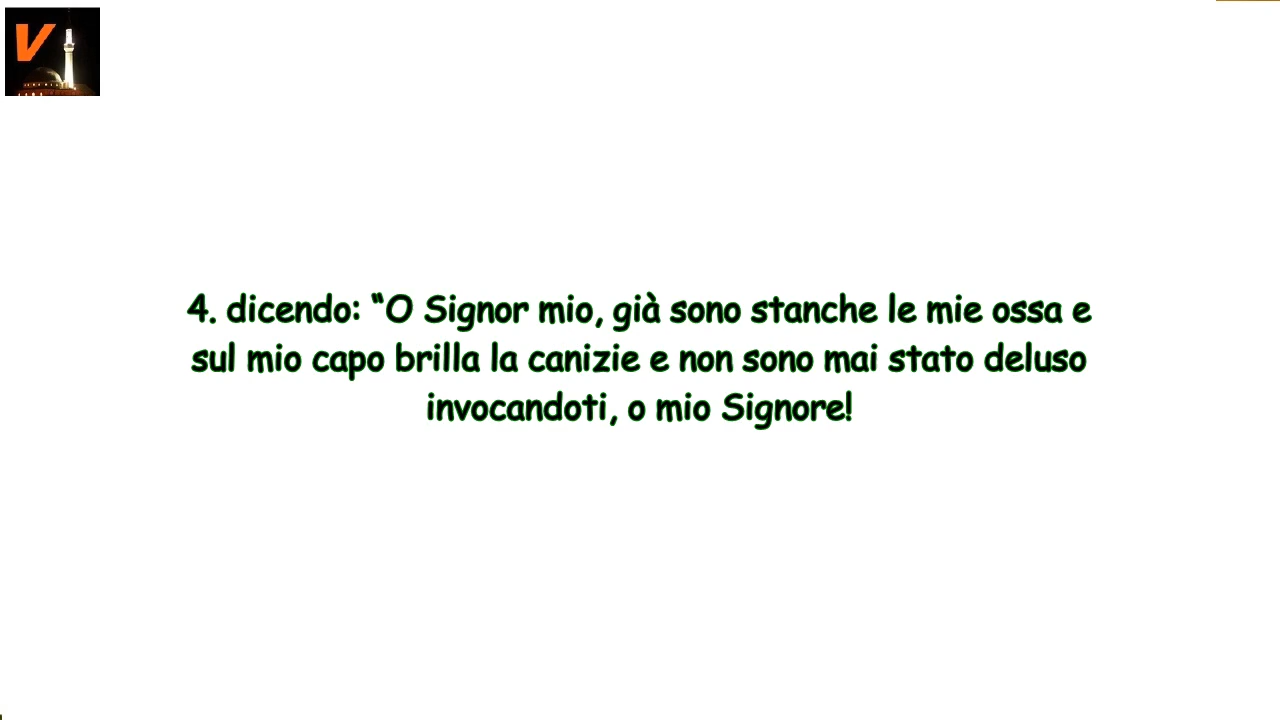 V
4. dicendo: “O Signor mio, già sono stanche le mie ossa e
sul mio capo brilla la canizie e non sono mai stato deluso
invocandoti, o mio Signore!